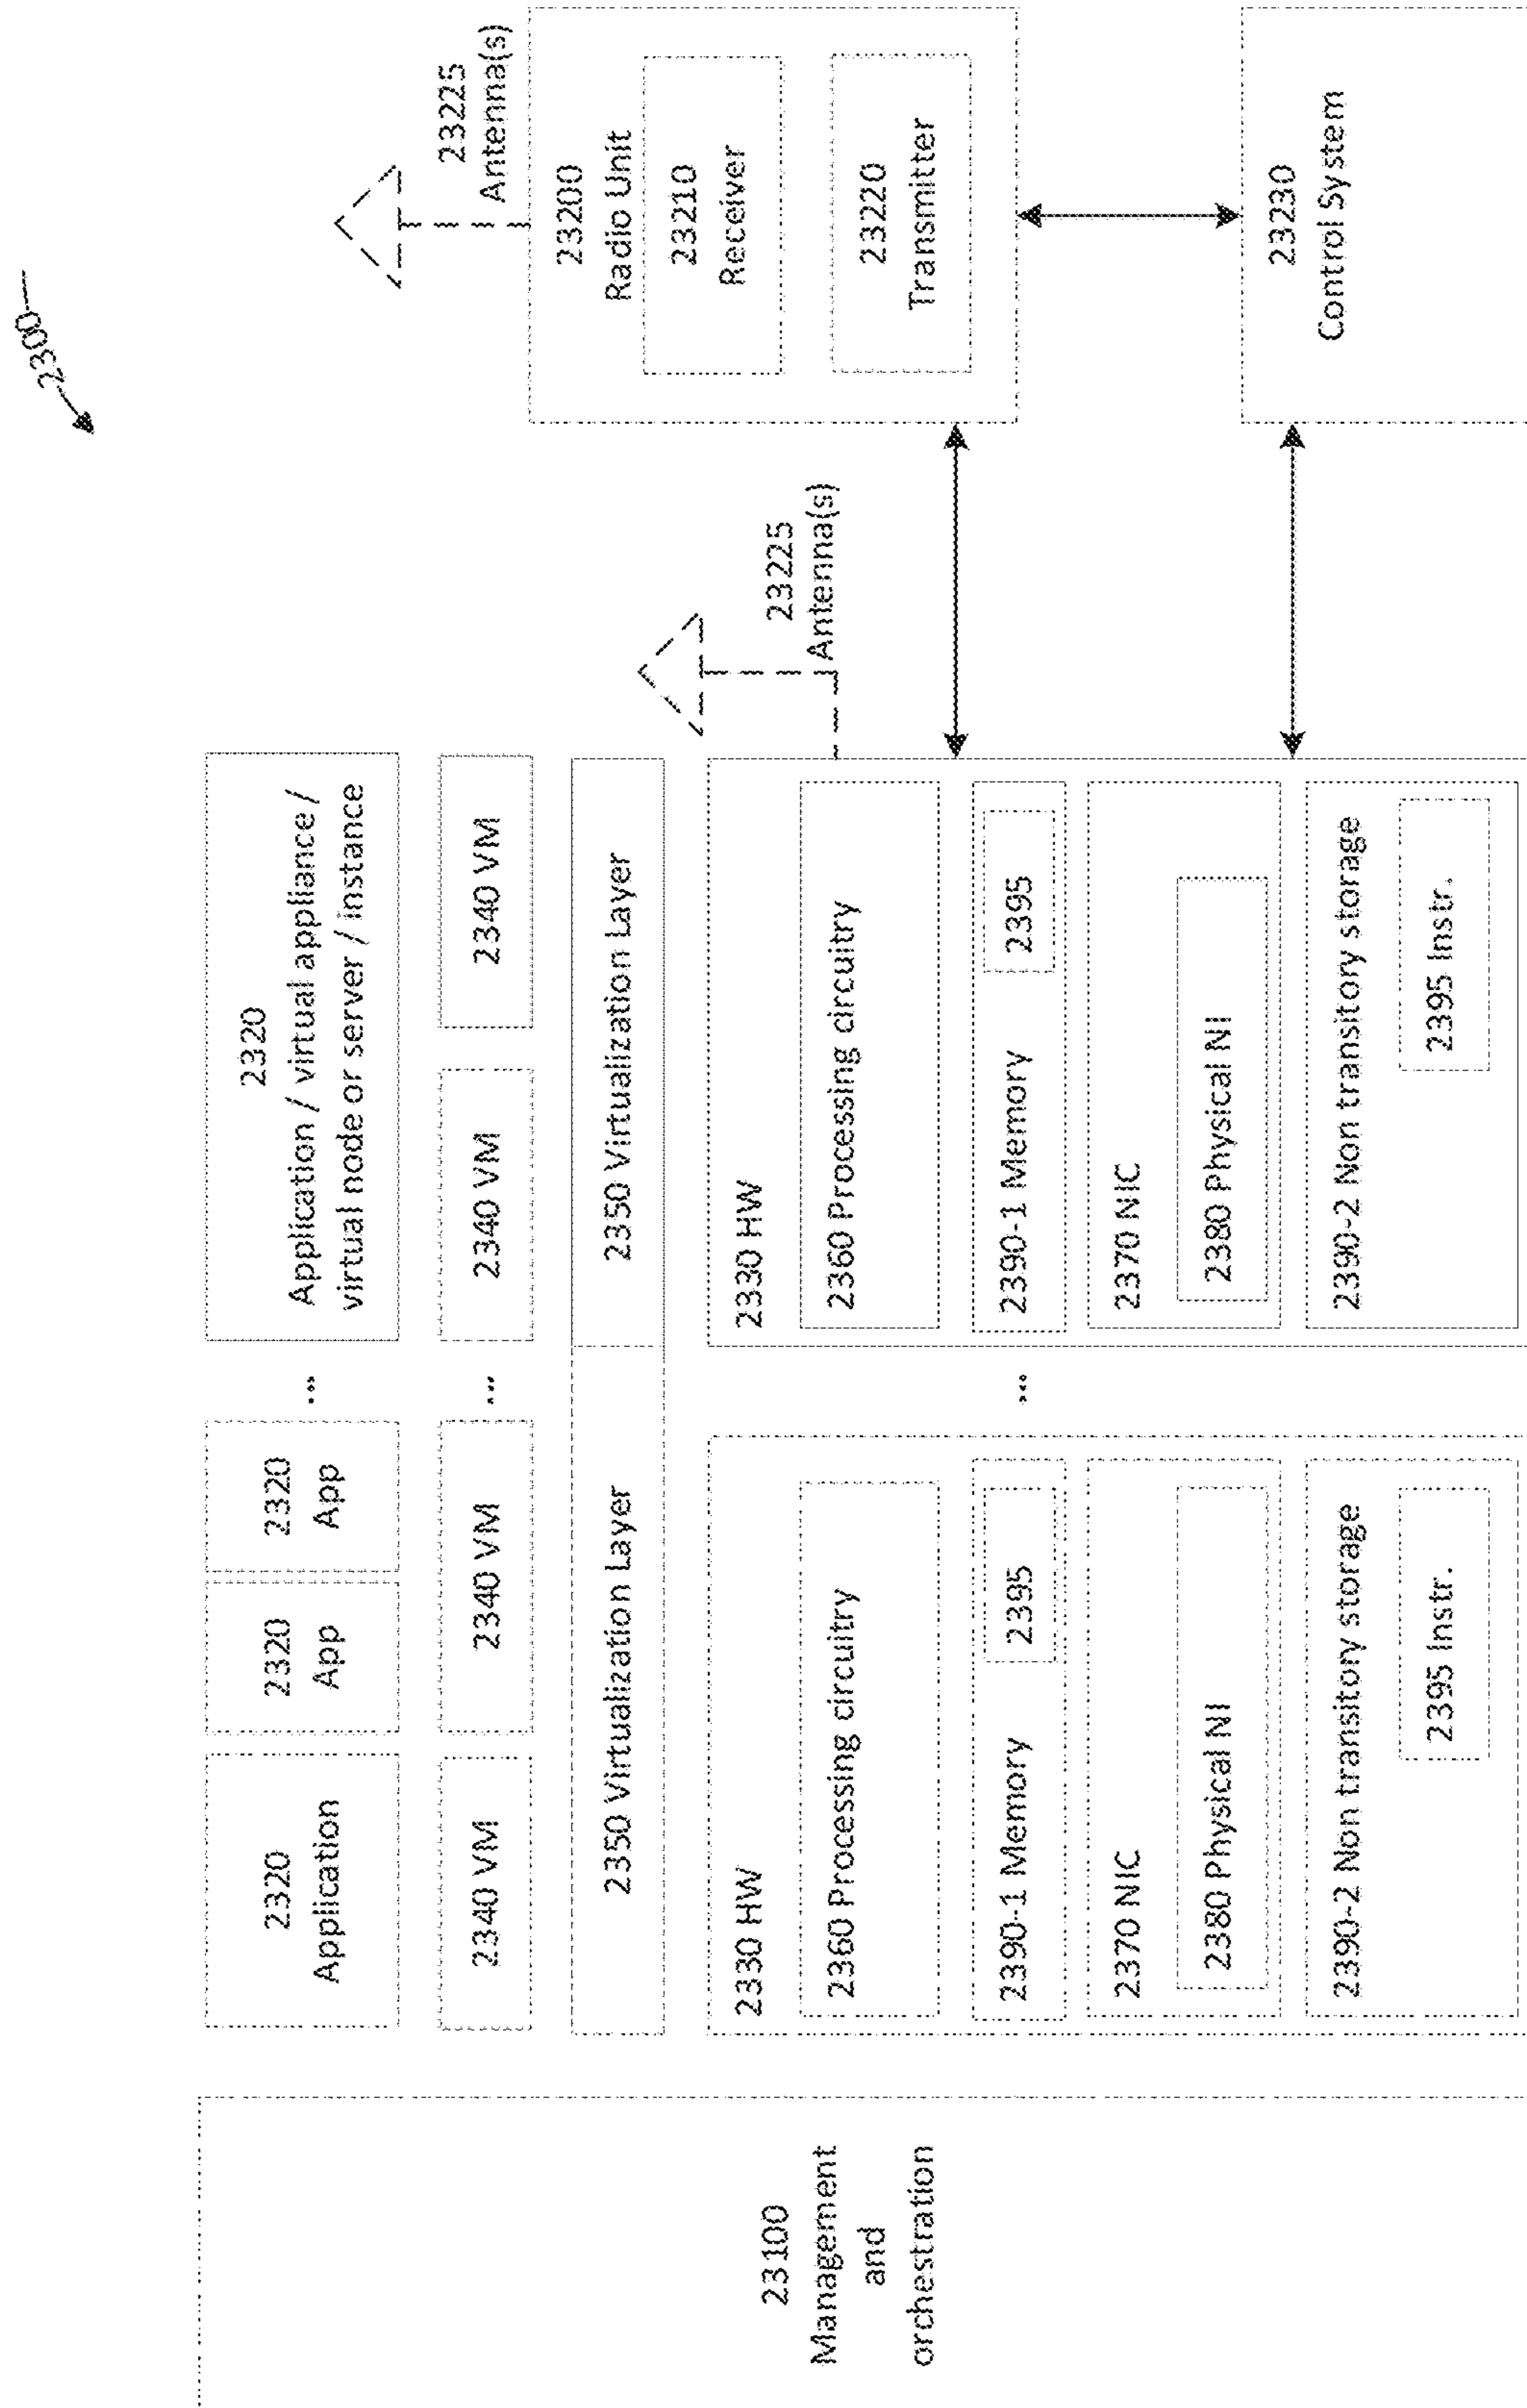 2300
23100
Management
and
orchestration
2320
Application
2320
App
2320
App
...
2320
Application / virtual appliance /
virtual node or server / instance
2340 VM
2340 VM
...
2340 VM
2340 VM
2350 Virtualization Layer
2350 Virtualization Layer
2330 HW
2360 Processing circuitry
2390-1 Memory
2395
2370 NIC
2380 Physical NI
2390-2 Non transitory storage
2395 Instr.
...
2330 HW
2360 Processing circuitry
2390-1 Memory
2395
2370 NIC
2380 Physical NI
2390-2 Non transitory storage
2395 Instr.
23225
Antenna(s)
23225
Antenna(s)
23200
Radio Unit
23210
Receiver
23220
Transmitter
23230
Control System